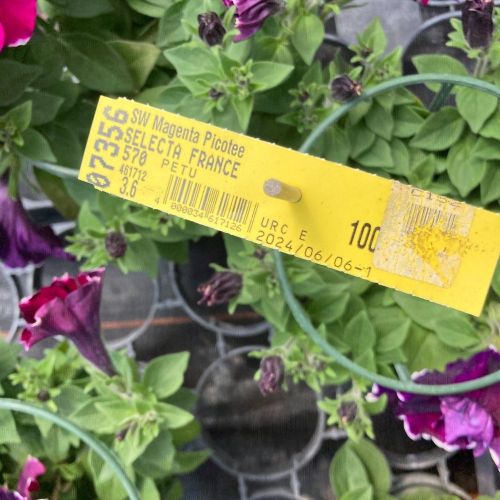 07356
SW Magenta Picotee
SELECTA FRANCE
570 PETU
461712
3.6
4 000034 617126
URC E
2024/06/06-1
100